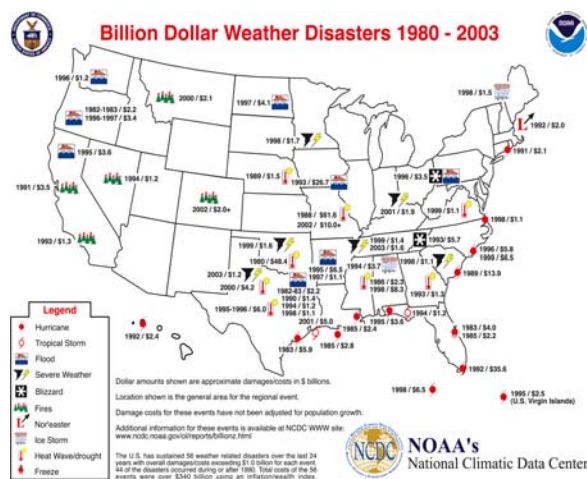 Billion Dollar Weather Disasters 1980 - 2003
1996 / $1.2
2000 / $2.1
1997 / $4.1
1998 / $1.5
1982-1983 / $2.2
1996-1997 / $3.4
1992 / $2.0
1998 / $1.7
1991 / $2.1
1995 / $3.6
1989 / $1.5
1993 / $26.7
1996 / $3.5
1991 / $3.5
1994 / $1.2
2002 / $2.0+
1988 / $61.6
2002 / $10.0+
2001 / $1.9
1999 / $1.1
1998 / $1.1
1993 / $1.3
1999 / $1.6
1980 / $48.4
1999 / $1.4
2003 / $1.6
1993/ $5.7
1996 / $5.8
1999 / $6.5
2003 / $1.2
2000 / $4.2
1995 / $6.5
1997 / $1.1
1994 / $3.7
1998 / $1.1
1989 / $13.9
1982-83 / $2.2
1990 / $1.4
1994 / $1.2
1998 / $1.1
1986 / $2.3
1998 / $8.3
1993 / $1.3
1995-1996 / $6.0
2001 / $5.0
1985 / $2.4
1995 / $3.6
1994 / $1.2
1983 / $4.0
1985 / $2.2
1983 / $5.9
1985 / $2.8
1992 / $2.4
1992 / $35.6
1998 / $6.5
1995 / $2.5
(U.S. Virgin Islands)
Legend
Hurricane
Tropical Storm
Flood
Severe Weather
Blizzard
Fires
Nor'easter
Ice Storm
Heat Wave/drought
Freeze
Dollar amounts shown are approximate damages/costs in $ billions.
Location shown is the general area for the regional event.
Damage costs for these events have not been adjusted for population growth.
Additional information for these events is available at NCDC WWW site:
www.ncdc.noaa.gov/ol/reports/billionz.html
The U.S. has sustained 56 weather related disasters over the last 24
years with overall damages/costs exceeding $1.0 billion for each event.
44 of the disasters occurred during or after 1990. Total costs of the 56
events were over $340 billion using an inflation/wealth index.
NCDC
NOAA's
National Climatic Data Center